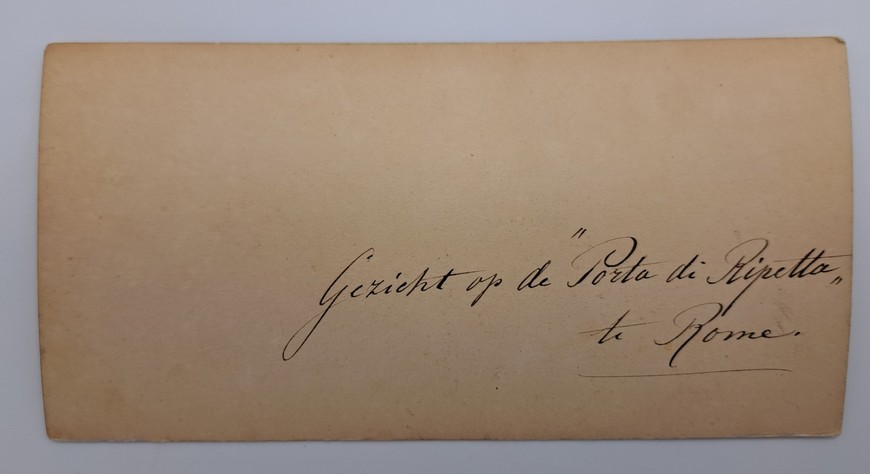 Gezicht op de "Porta di Ripetta„
te Rome.